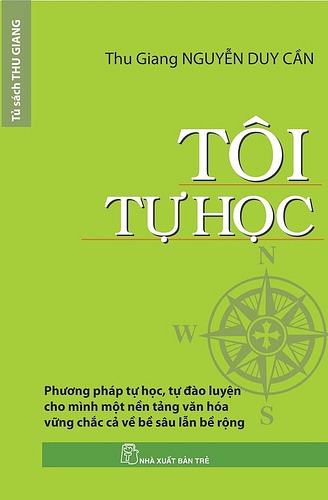 Tủ sách THU GIANG
Thu Giang NGUYỄN DUY CẦN
TÔI
TỰ HỌC
N
W
S
Phương pháp tự học, tự đào luyện
cho mình một nền tảng văn hóa
vững chắc cả về bề sâu lẫn bề rộng
NHÀ XUẤT BẢN TRẺ